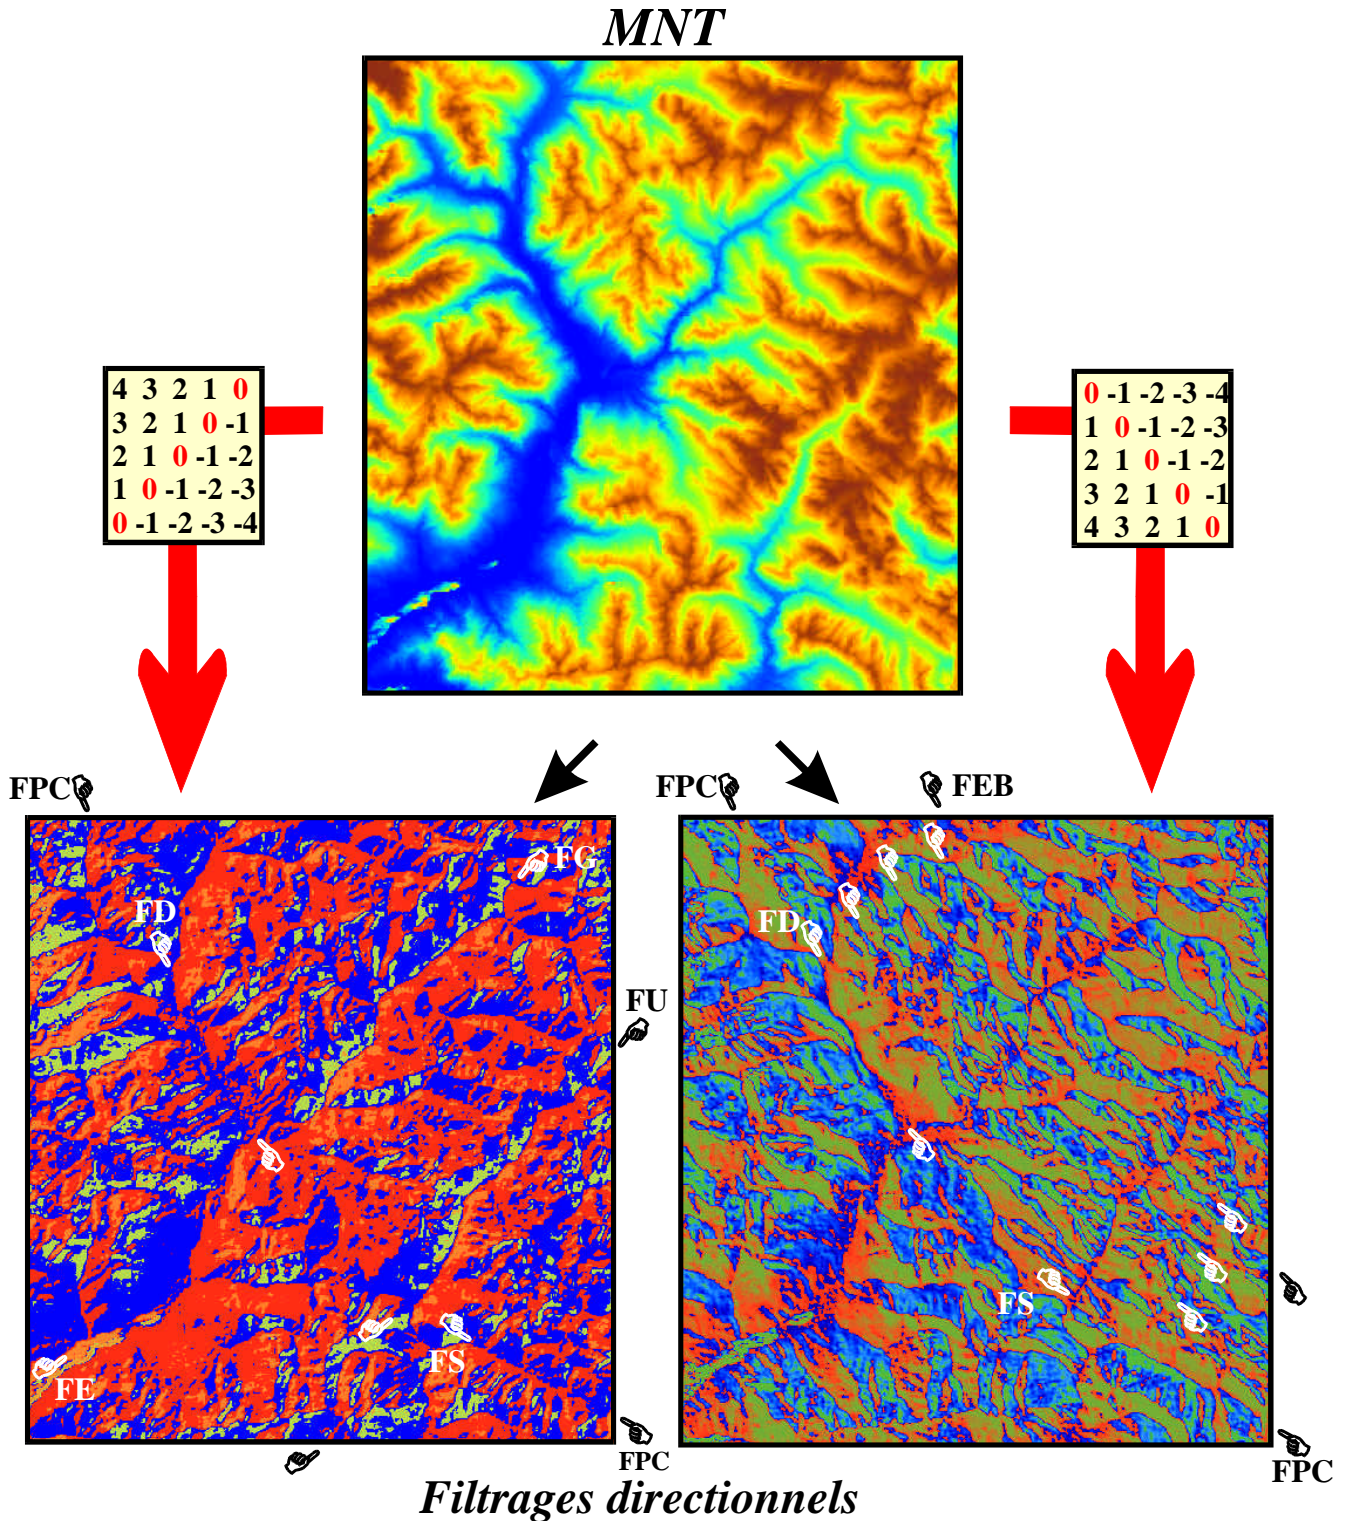 MNT
4 3 2 1 0
3 2 1 0 -1
2 1 0 -1 -2
1 0 -1 -2 -3
0 -1 -2 -3 -4
0 -1 -2 -3 -4
1 0 -1 -2 -3
2 1 0 -1 -2
3 2 1 0 -1
4 3 2 1 0
FPC
FPC
FEB
FG
FD
FD
FU
FS
FS
FE
FPC
FPC
Filtrages directionnels